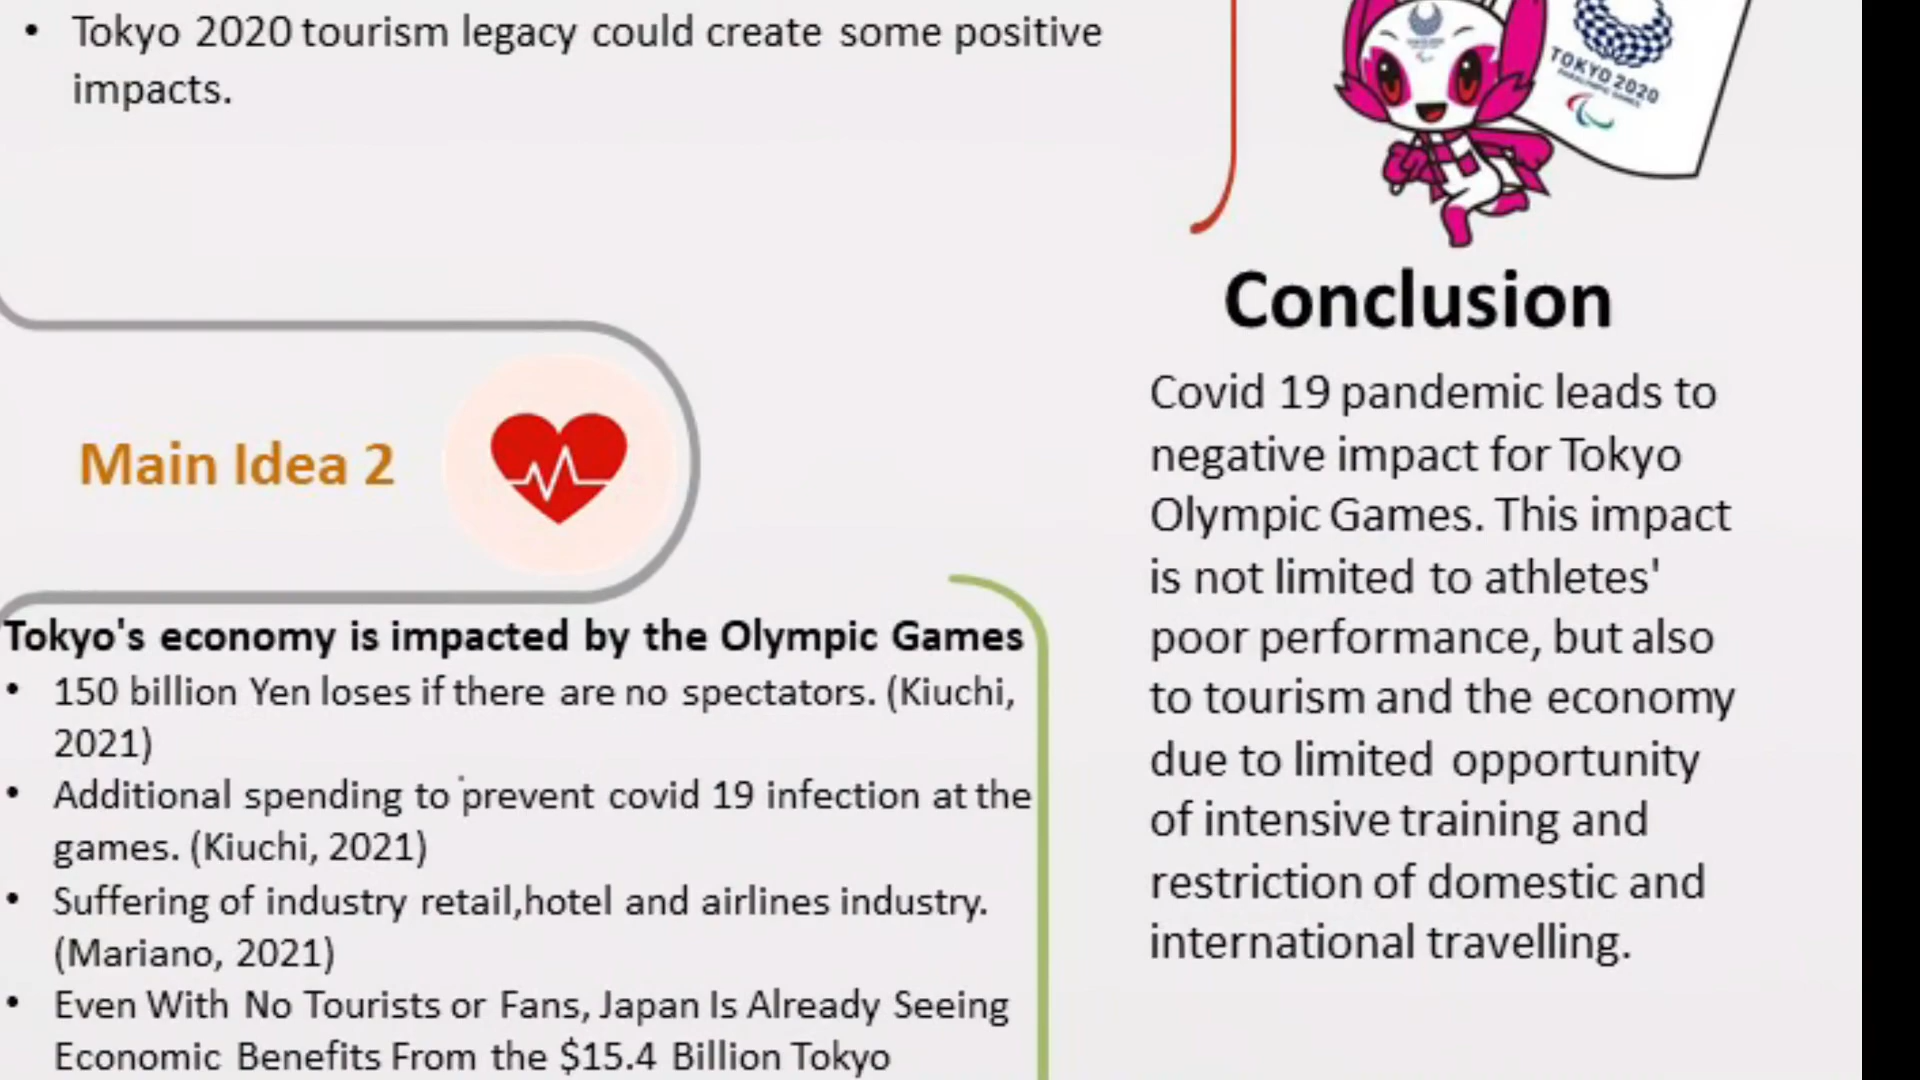 • Tokyo 2020 tourism legacy could create some positive
impacts.
TOKYO 2020
PARALYMPIC GAMES
Main Idea 2
Tokyo's economy is impacted by the Olympic Games
• 150 billion Yen loses if there are no spectators. (Kiuchi,
2021)
• Additional spending to prevent covid 19 infection at the
games. (Kiuchi, 2021)
• Suffering of industry retail,hotel and airlines industry.
(Mariano, 2021)
• Even With No Tourists or Fans, Japan Is Already Seeing
Economic Benefits From the $15.4 Billion Tokyo
Conclusion
Covid 19 pandemic leads to
negative impact for Tokyo
Olympic Games. This impact
is not limited to athletes'
poor performance, but also
to tourism and the economy
due to limited opportunity
of intensive training and
restriction of domestic and
international travelling.